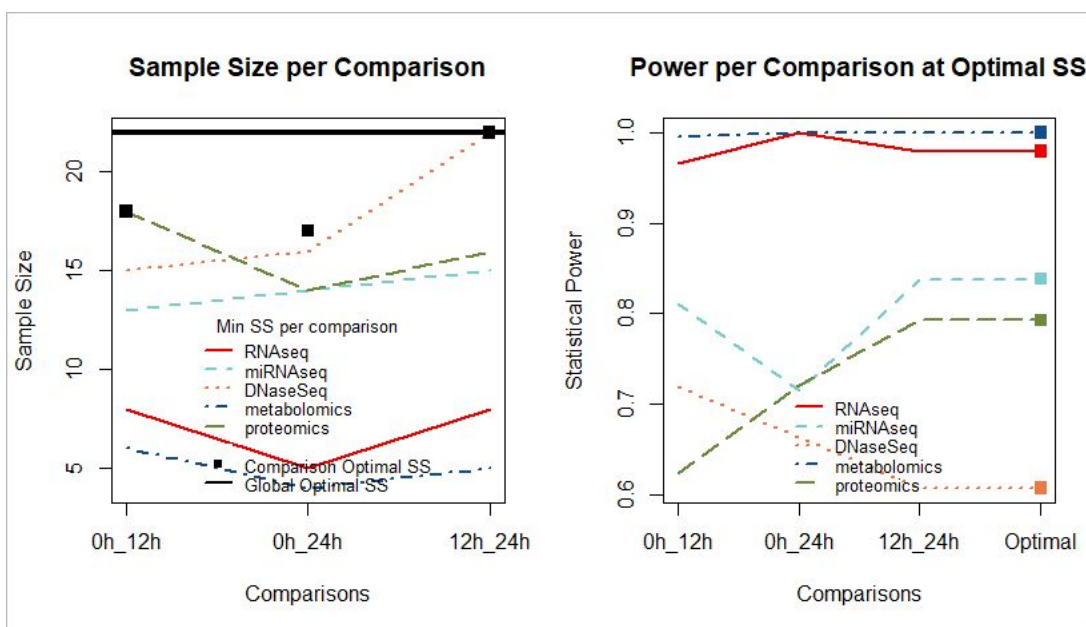 Sample Size per Comparison
Sample Size
20
15
10
5
Min SS per comparison
RNAseq
miRNAseq
DNaseSeq
metabolomics
proteomics
Comparison Optimal SS
Global Optimal SS
0h_12h 0h_24h 12h_24h
Comparisons
Power per Comparison at Optimal SS
Statistical Power
1.0
0.9
0.8
0.7
0.6
RNAseq
miRNAseq
DNaseSeq
metabolomics
proteomics
0h_12h 0h_24h 12h_24h Optimal
Comparisons